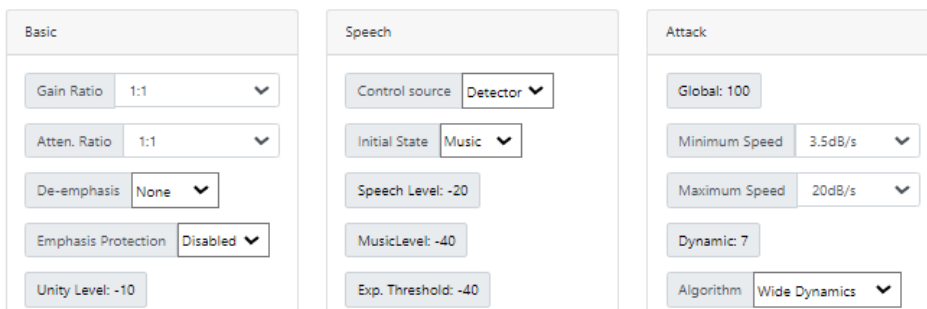 Basic
Gain Ratio 1:1
Atten. Ratio 1:1
De-emphasis None
Emphasis Protection Disabled
Unity Level: -10
Speech
Control source Detector
Initial State Music
Speech Level: -20
MusicLevel: -40
Exp. Threshold: -40
Attack
Global: 100
Minimum Speed 3.5dB/s
Maximum Speed 20dB/s
Dynamic: 7
Algorithm Wide Dynamics